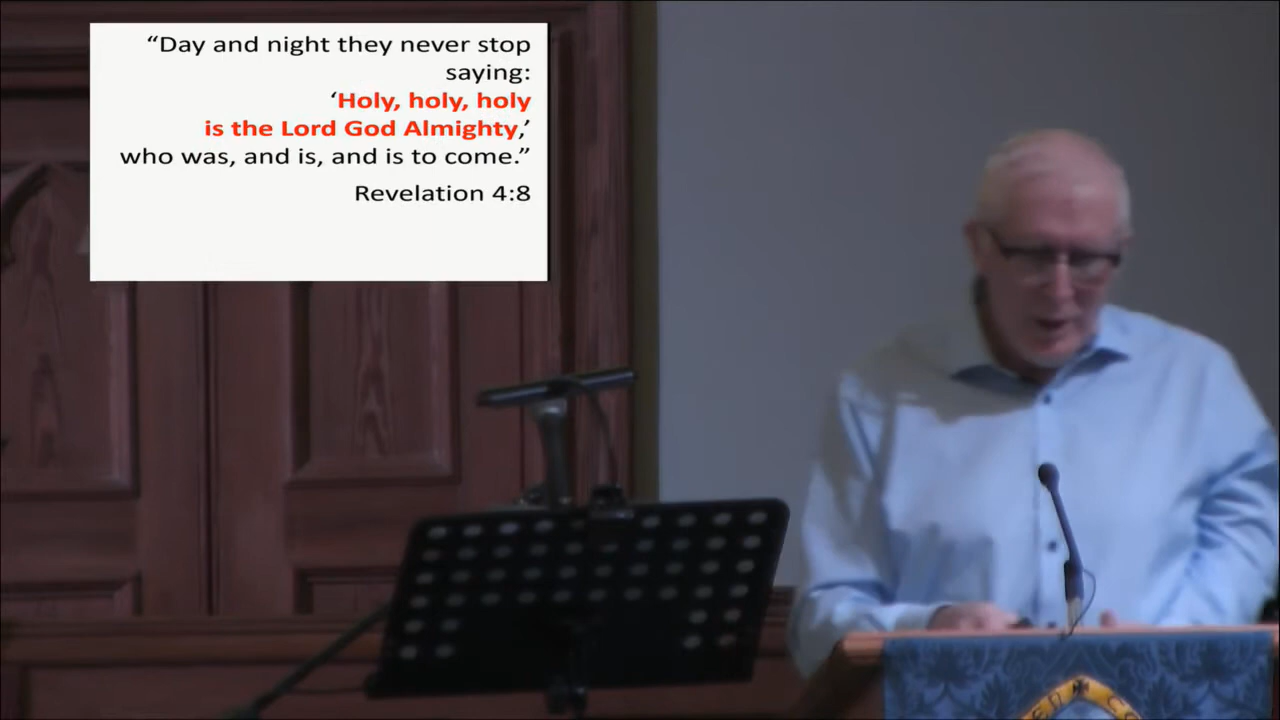 “Day and night they never stop
saying:
‘Holy, holy, holy
is the Lord God Almighty,’
who was, and is, and is to come.”
Revelation 4:8